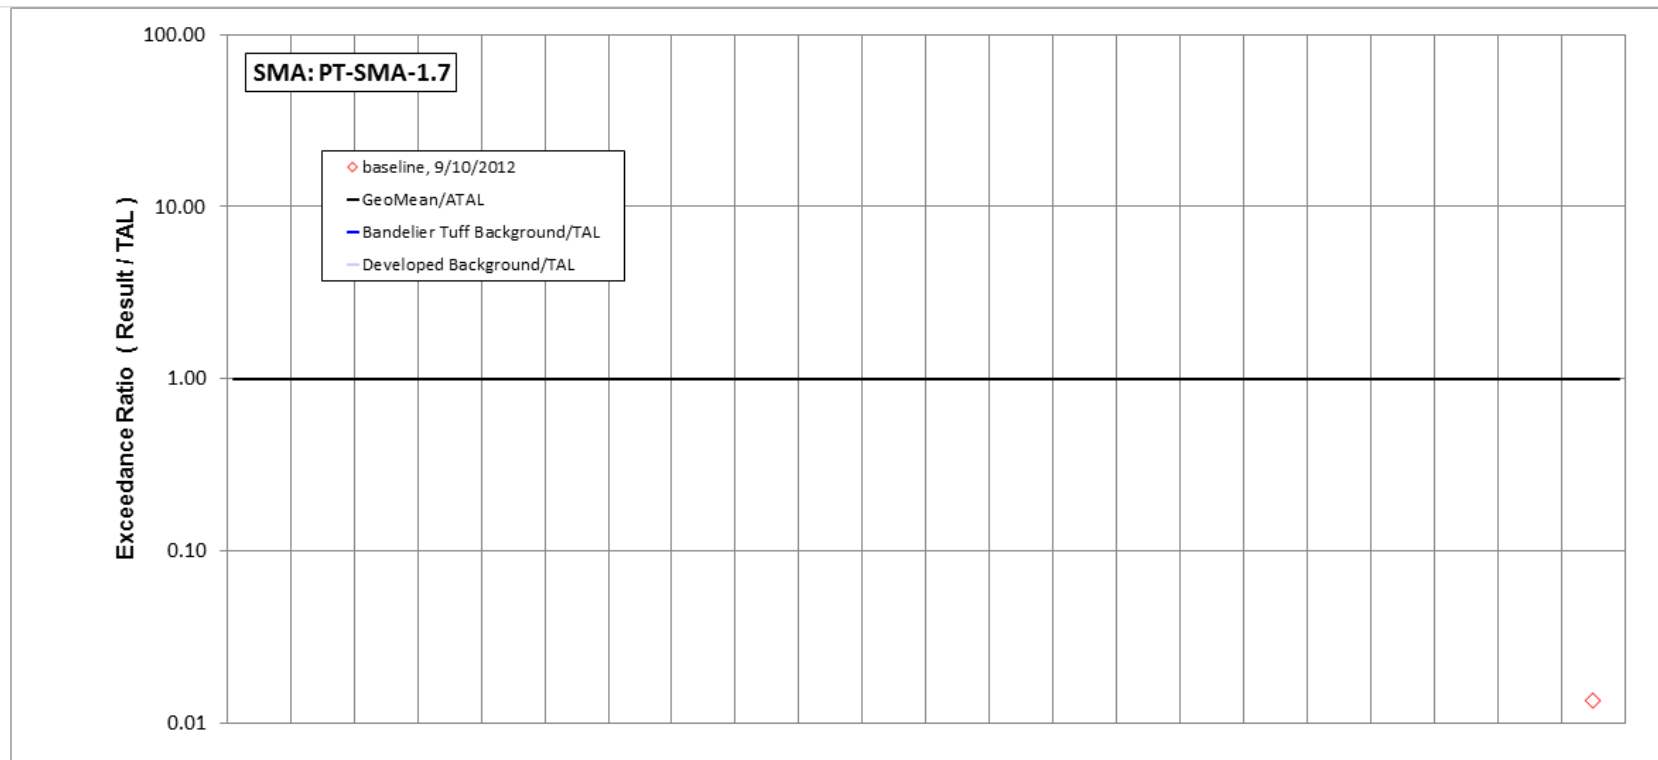 100.00
SMA: PT-SMA-1.7
baseline, 9/10/2012
GeoMean/ATAL
Bandelier Tuff Background/TAL
Developed Background/TAL
10.00
1.00
0.10
0.01
Exceedance Ratio ( Result / TAL )